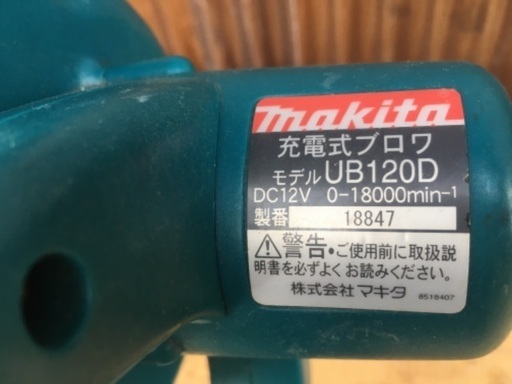 makita
充電式ブロワ
モデル UB120D
DC12V 0-18000min-1
製番 18847
警告・ご使用前に取扱説
明書を必ずよくお読みください。
株式会社 マキタ 8518407